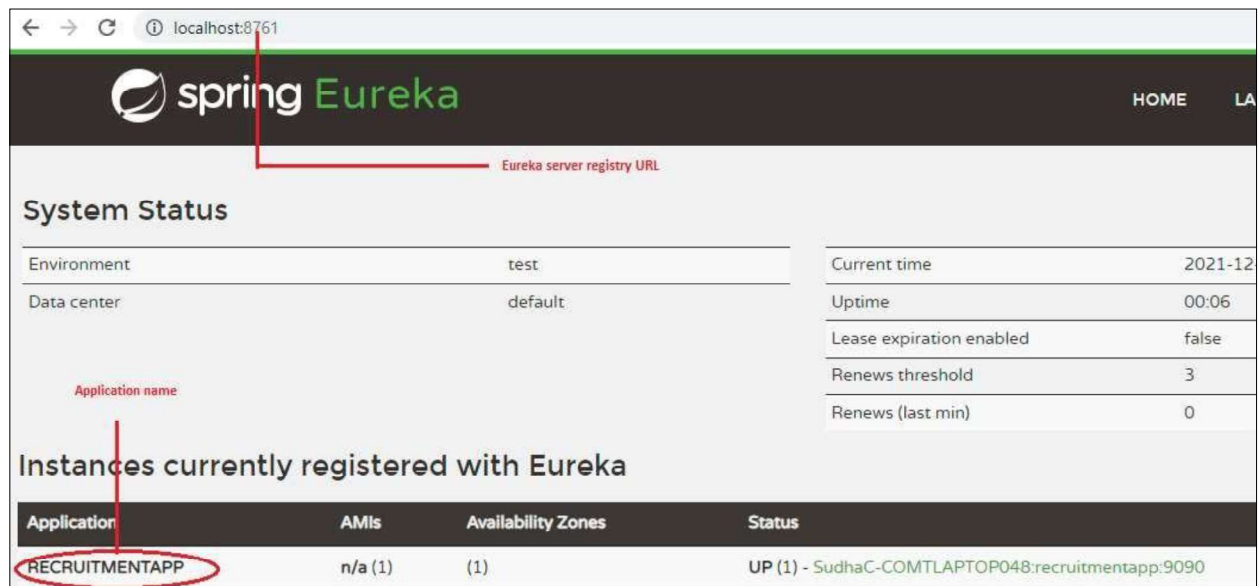 localhost:8761
spring Eureka
HOME LA
Eureka server registry URL
System Status
Environment test
Data center default
Current time 2021-12-
Uptime 00:06
Lease expiration enabled false
Renews threshold 3
Renews (last min) 0
Application name
Instances currently registered with Eureka
Application AMIs Availability Zones Status
RECRUITMENTAPP n/a (1) (1) UP (1) - SudhaC-COMTLAPTOP048:recruitmentapp:9090